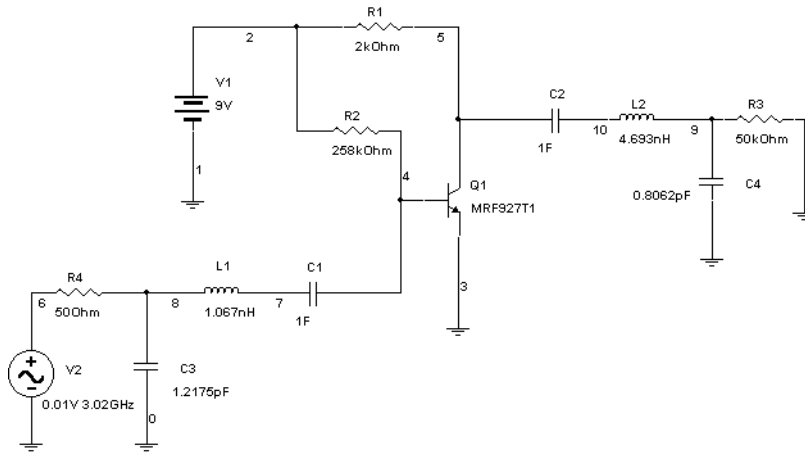 R1
2
2kOhm
5
V1
9V
C2
L2
R3
R2
10
9
4.693nH
50kOhm
1F
258kOhm
1
4
Q1
C4
MRF927T1
0.8062pF
L1
C1
R4
3
6
8
7
50Ohm
1.067nH
1F
V2
C3
1.2175pF
0.01V 3.02GHz
0